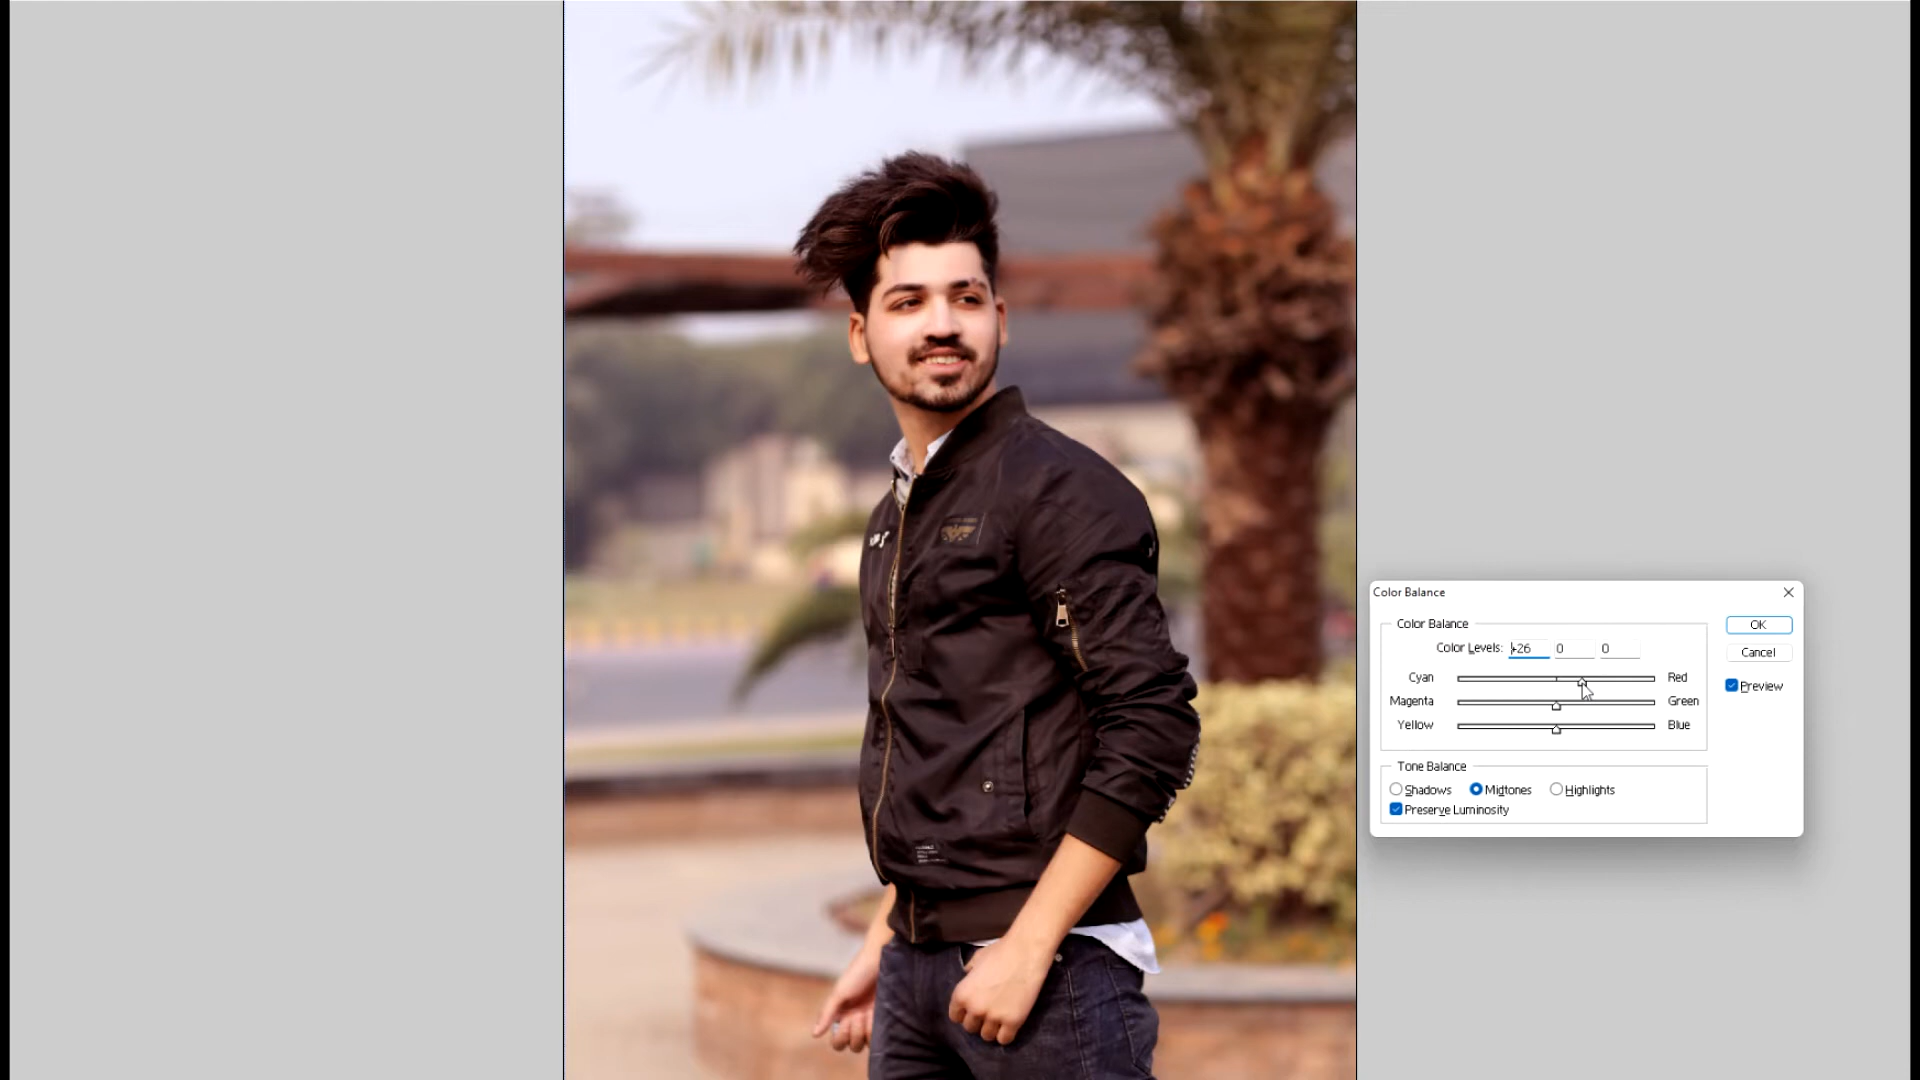 Color Balance
Color Balance
Color Levels: +26 0 0
Cyan Red
Magenta Green
Yellow Blue
Tone Balance
Shadows Midtones Highlights
Preserve Luminosity
OK
Cancel
Preview